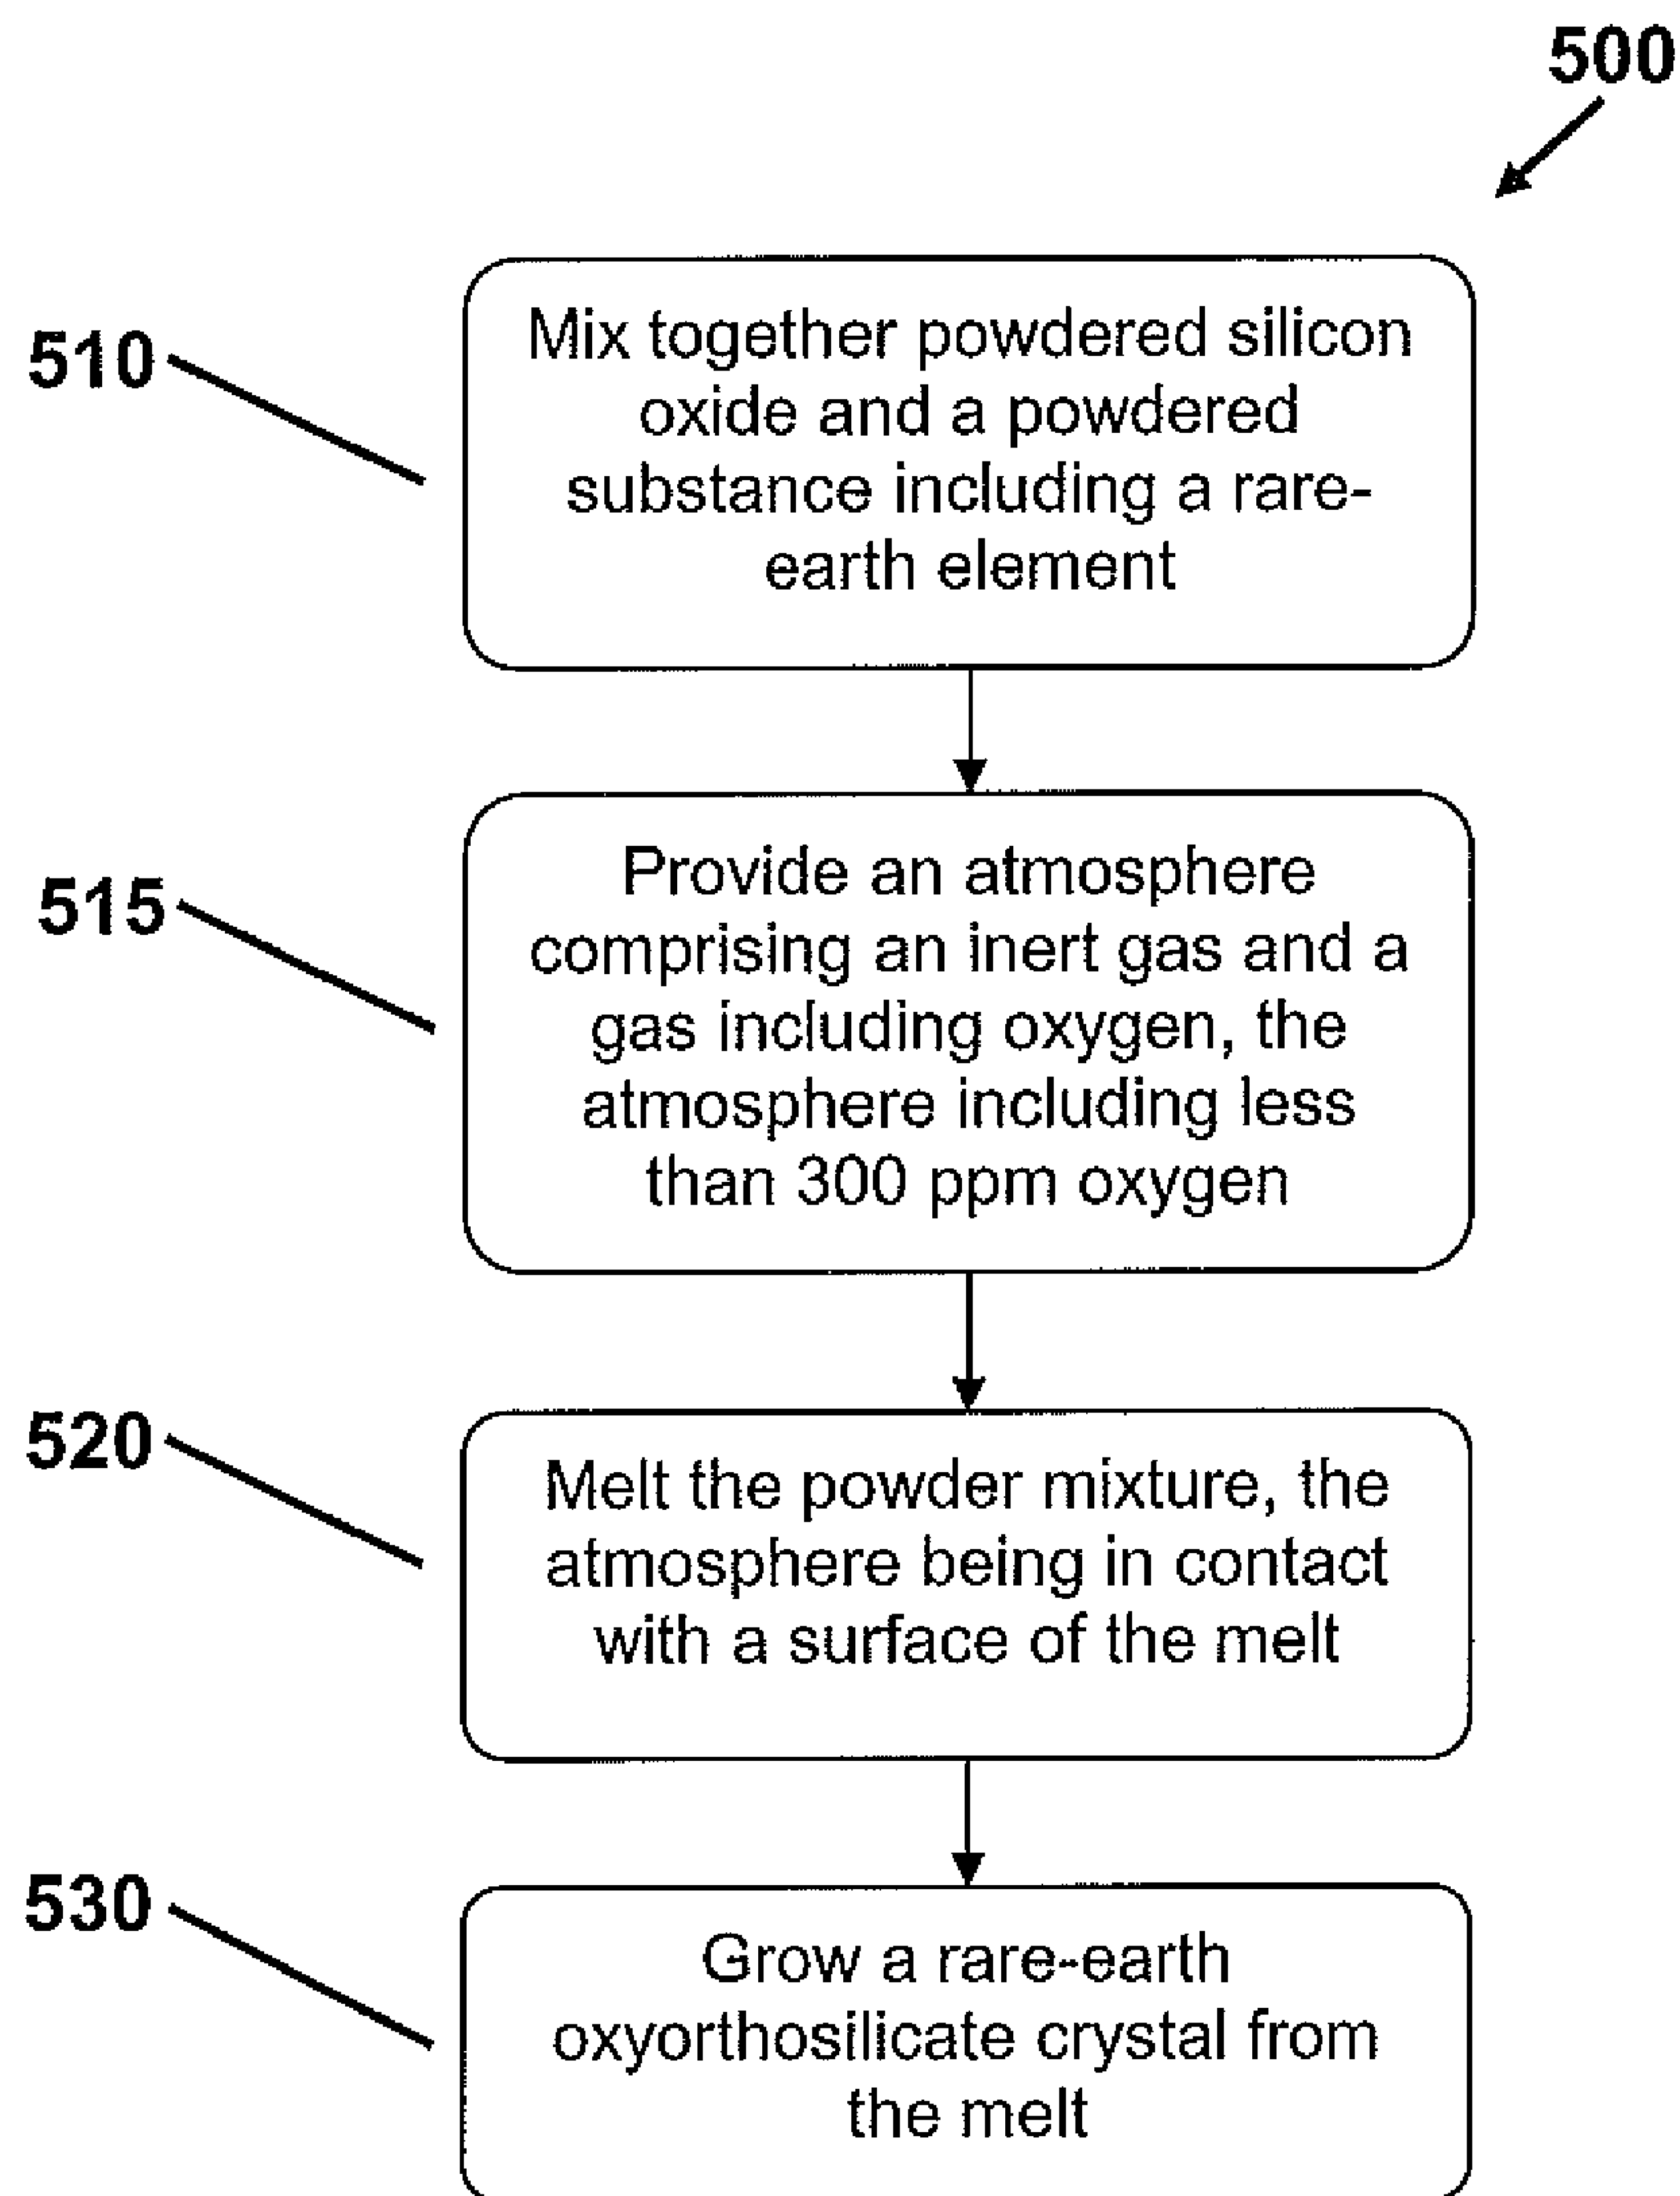 500
510
Mix together powdered silicon
oxide and a powdered
substance including a rare-
earth element
515
Provide an atmosphere
comprising an inert gas and a
gas including oxygen, the
atmosphere including less
than 300 ppm oxygen
520
Melt the powder mixture, the
atmosphere being in contact
with a surface of the melt
530
Grow a rare-earth
oxyorthosilicate crystal from
the melt